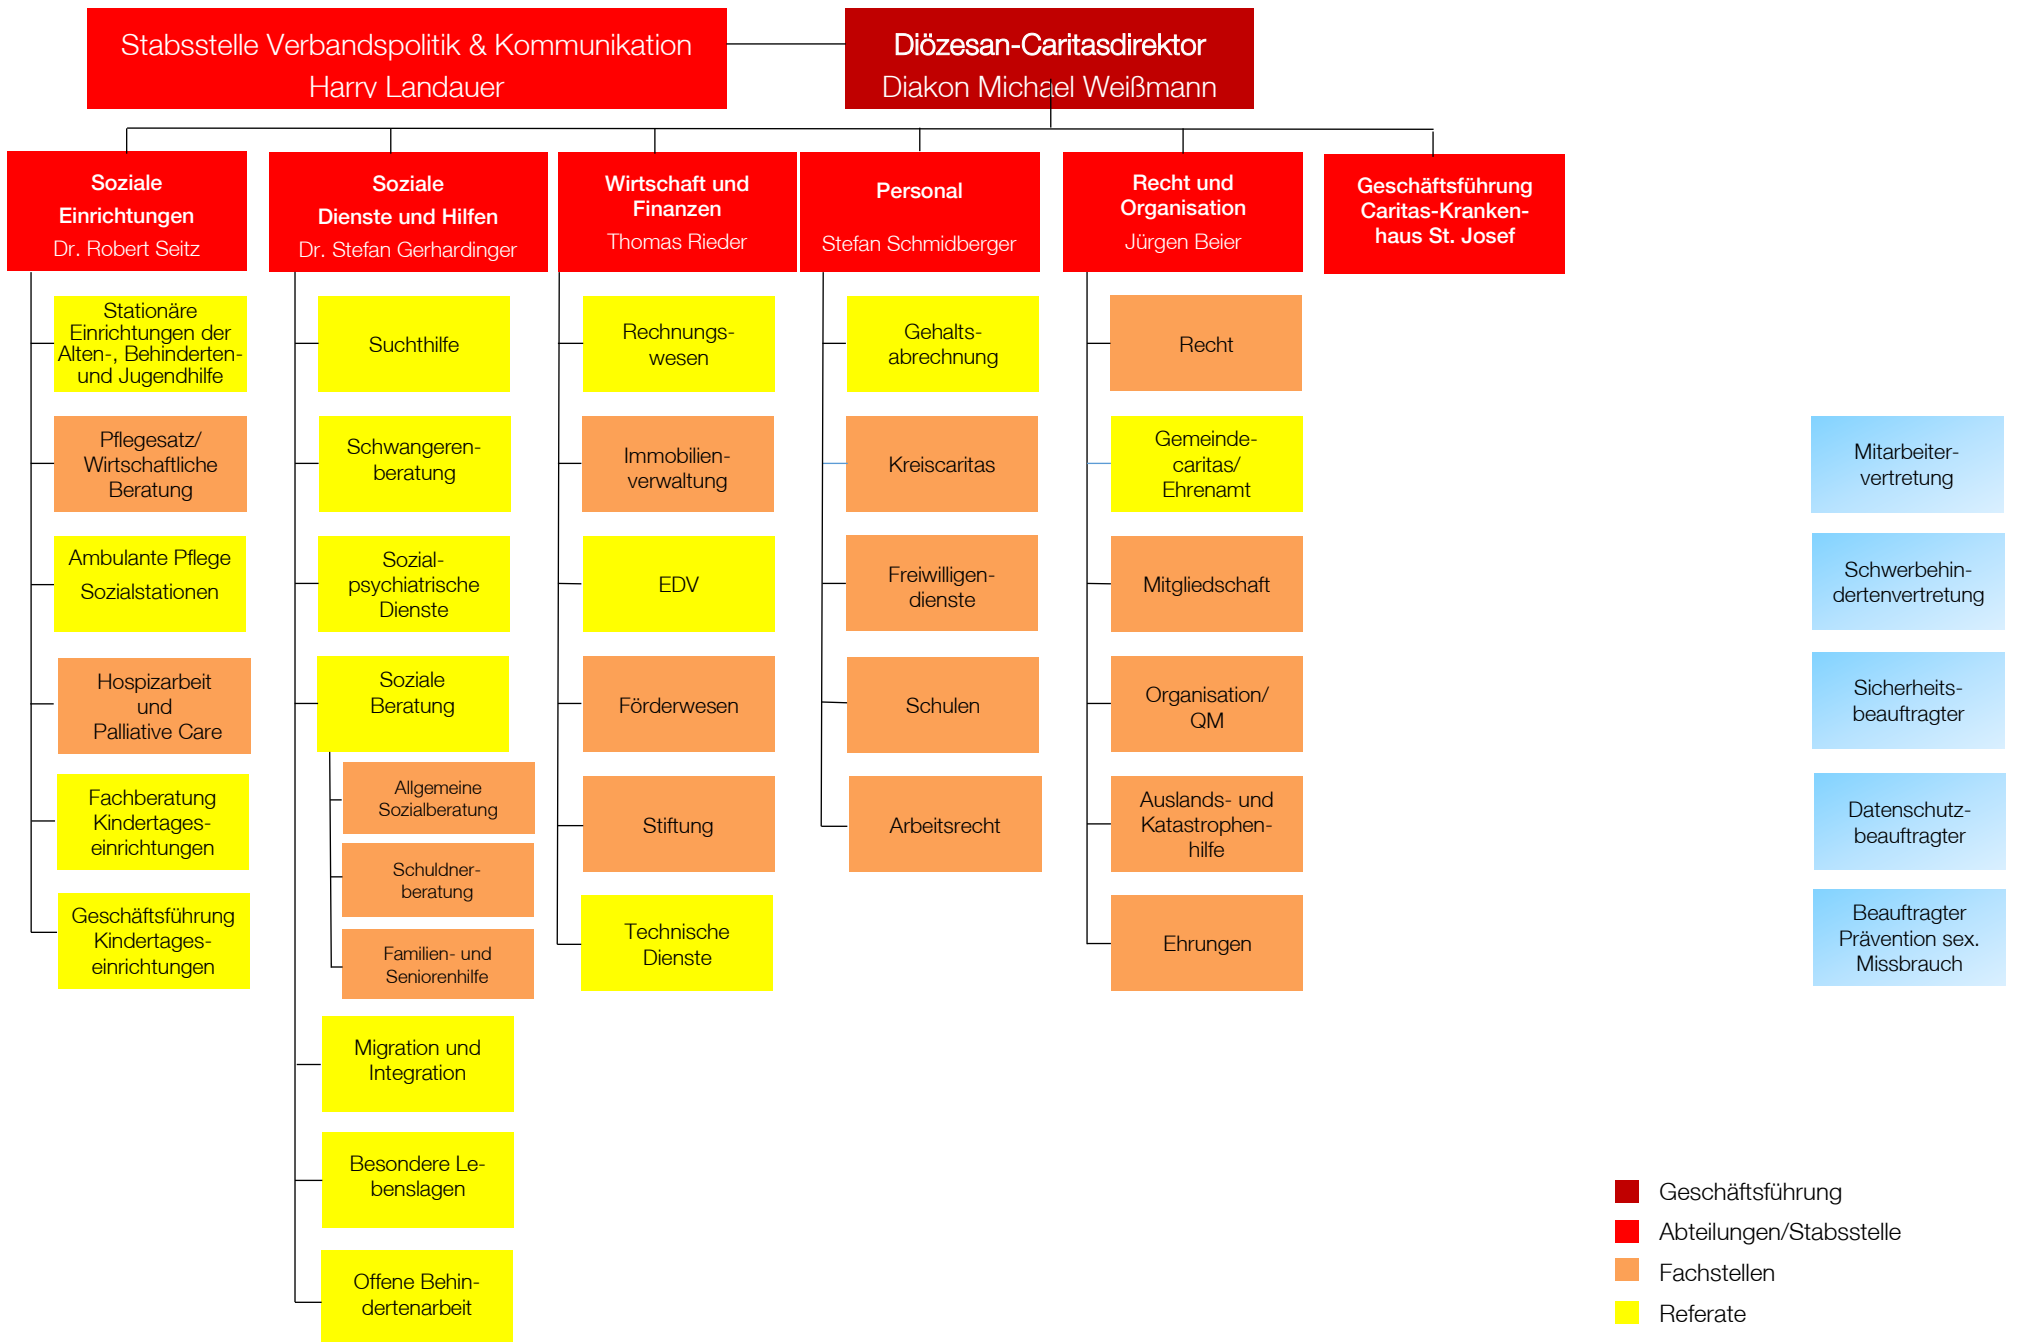 Stabsstelle Verbandspolitik & Kommunikation
Harry Landauer
Diözesan-Caritasdirektor
Diakon Michael Weißmann
Soziale
Einrichtungen
Dr. Robert Seitz
Soziale
Dienste und Hilfen
Dr. Stefan Gerhardinger
Wirtschaft und
Finanzen
Thomas Rieder
Personal
Stefan Schmidberger
Recht und
Organisation
Jürgen Beier
Geschäftsführung
Caritas-Kranken-
haus St. Josef
Stationäre
Einrichtungen der
Alten-, Behinderten-
und Jugendhilfe
Pflegesatz/
Wirtschaftliche
Beratung
Ambulante Pflege
Sozialstationen
Hospizarbeit
und
Palliative Care
Fachberatung
Kindertages-
einrichtungen
Geschäftsführung
Kindertages-
einrichtungen
Suchthilfe
Schwangeren-
beratung
Sozial-
psychiatrische
Dienste
Soziale
Beratung
Allgemeine
Sozialberatung
Schuldner-
beratung
Familien- und
Seniorenhilfe
Migration und
Integration
Besondere Le-
benslagen
Offene Behin-
dertenarbeit
Rechnungs-
wesen
Immobilien-
verwaltung
EDV
Förderwesen
Stiftung
Technische
Dienste
Gehalts-
abrechnung
Kreiscaritas
Freiwilligen-
dienste
Schulen
Arbeitsrecht
Recht
Gemeinde-
caritas/
Ehrenamt
Mitgliedschaft
Organisation/
QM
Auslands- und
Katastrophen-
hilfe
Ehrungen
Mitarbeiter-
vertretung
Schwerbehin-
dertenvertretung
Sicherheits-
beauftragter
Datenschutz-
beauftragter
Beauftragter
Prävention sex.
Missbrauch
Geschäftsführung
Abteilungen/Stabsstelle
Fachstellen
Referate